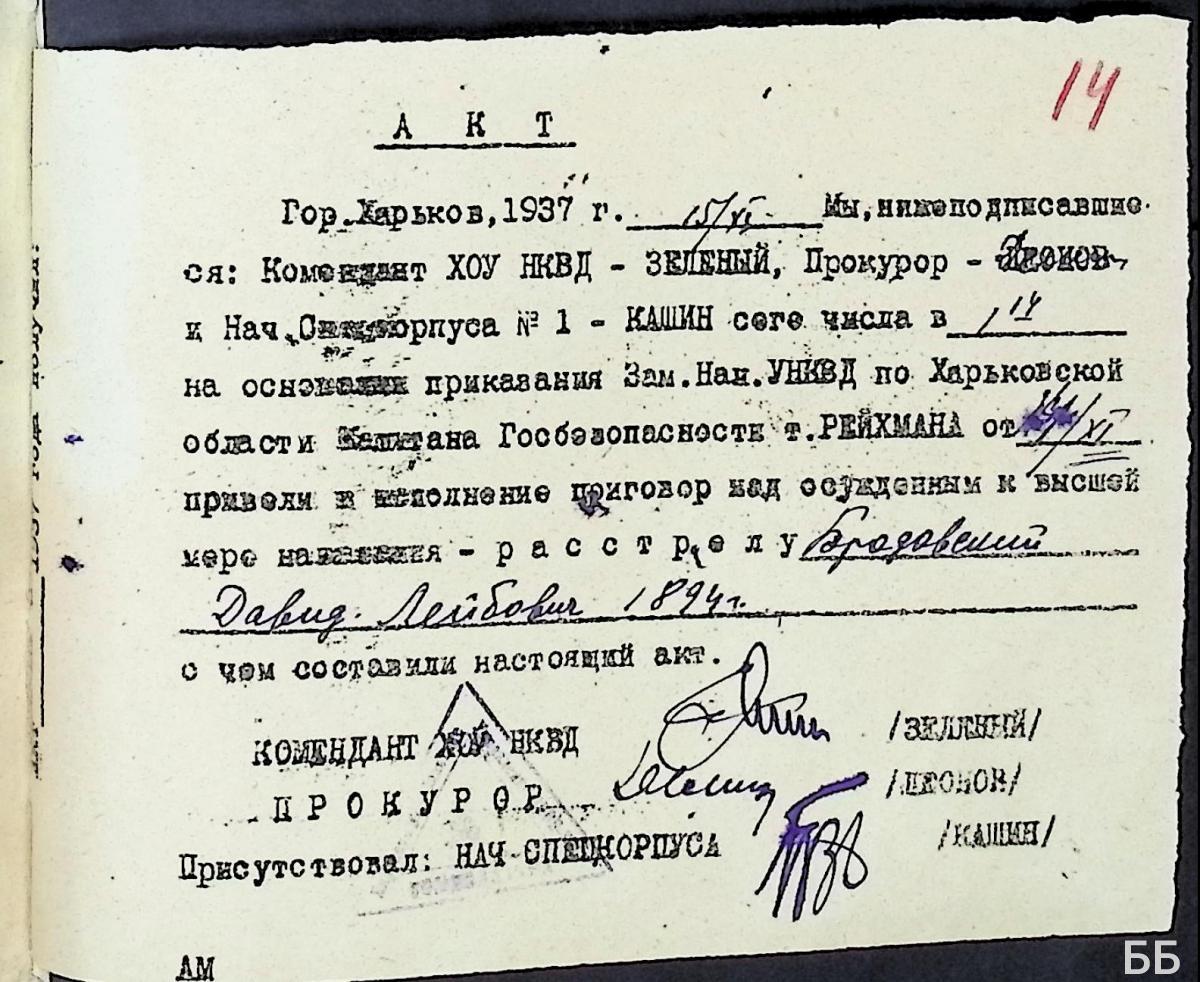 14
А К Т
Гор. Харьков, 1937 г. 15/XI. Мы, нижеподписавшие-
ся: Комендант ХОУ НКВД - ЗЕЛЕНЫЙ, Прокурор -
и Нач. Спецкорпуса № 1 - КАШИН сего числа в 1 14
на основании приказания Зам. Нач. УНКВД по Харьковской
области Капитана Госбезопасности т. РЕЙХМАНА от /XI
привели в исполнение приговор над осужденным к высшей
мере наказания - р а с с т р е л у Бродовский
Давид. Лейбович 1894 г.
с чем составили настоящий акт.
КОМЕНДАНТ ХОУ НКВД /ЗЕЛЕНЫЙ/
П Р О К У Р О Р /ЛЕОНОВ/
Присутствовал: НАЧ СПЕЦКОРПУСА /КАШИН/
АМ
ББ